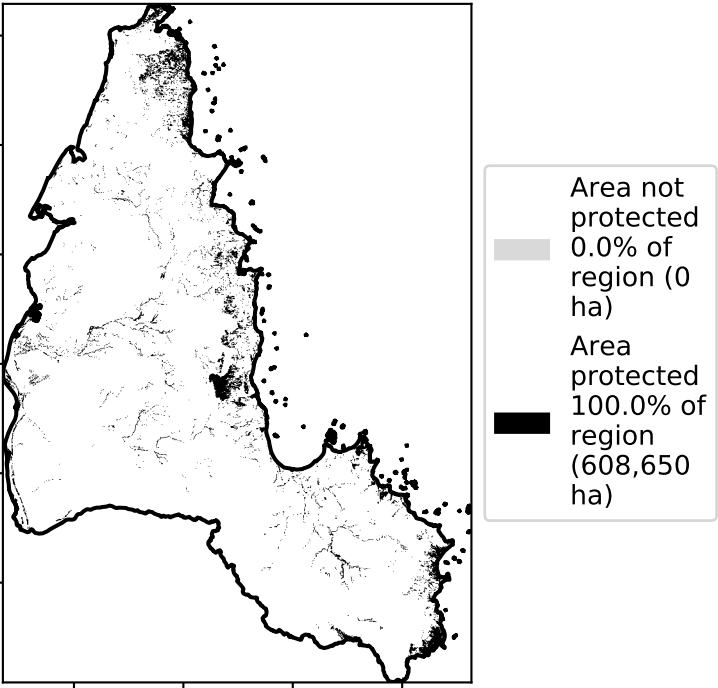 Area not
protected
0.0% of
region (0
ha)
Area
protected
100.0% of
region
(608,650
ha)